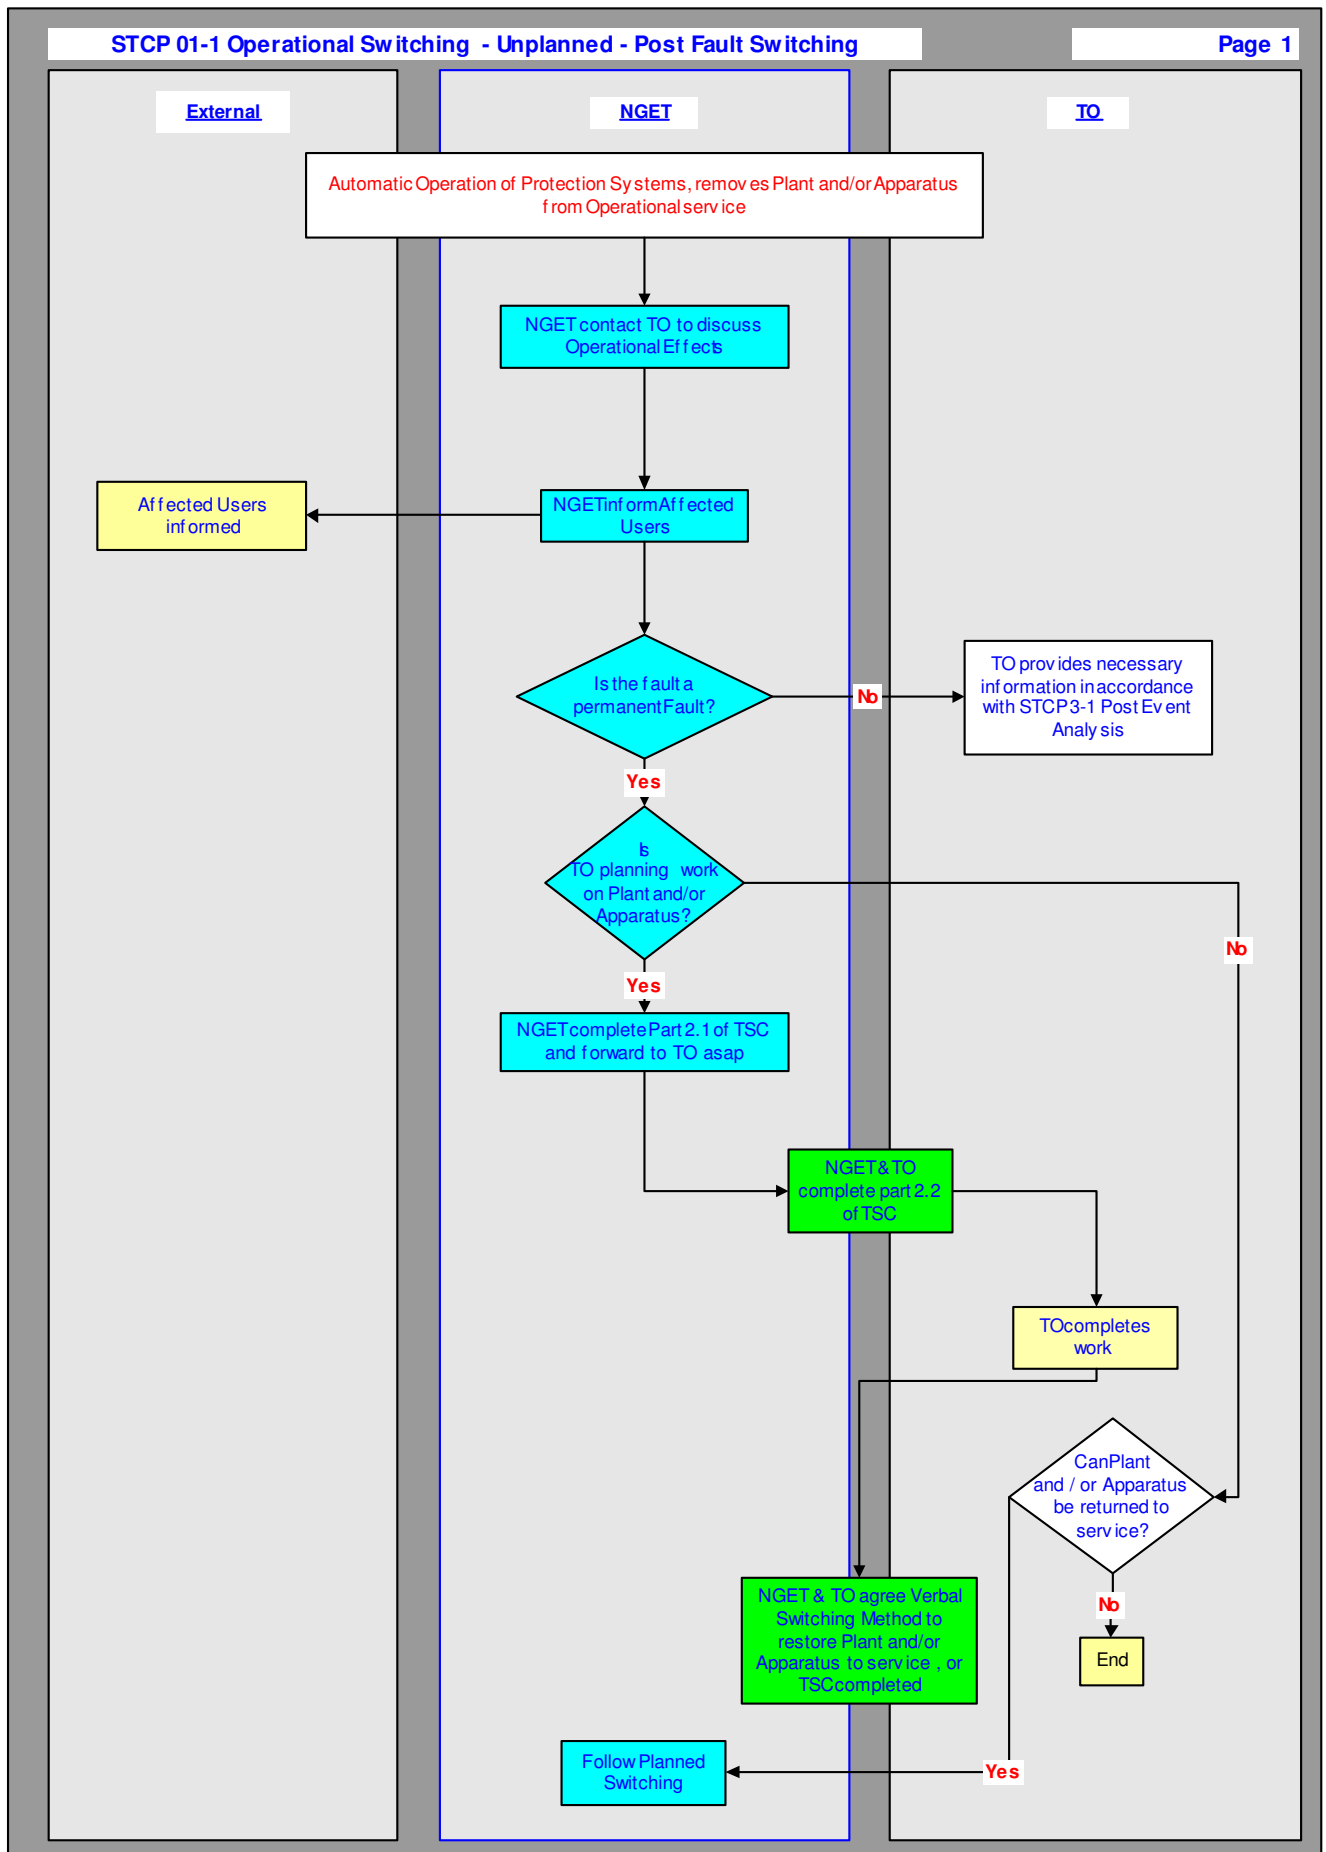 STCP 01-1 Operational Switching - Unplanned - Post Fault Switching
Page 1
External
NGET
TO
Automatic Operation of Protection Systems, removes Plant and/or Apparatus
from Operational service
NGET contact TO to discuss
Operational Effects
Affected Users
informed
NGET inform Affected
Users
Is the fault a
permanent Fault?
No
TO provides necessary
information in accordance
with STCP 3-1 Post Event
Analysis
Yes
Is
TO planning work
on Plant and/or
Apparatus?
No
Yes
NGET complete Part 2.1 of TSC
and forward to TO asap
NGET & TO
complete part 2.2
of TSC
TO completes
work
Can Plant
and / or Apparatus
be returned to
service?
No
End
NGET & TO agree Verbal
Switching Method to
restore Plant and/or
Apparatus to service , or
TSC completed
Follow Planned
Switching
Yes